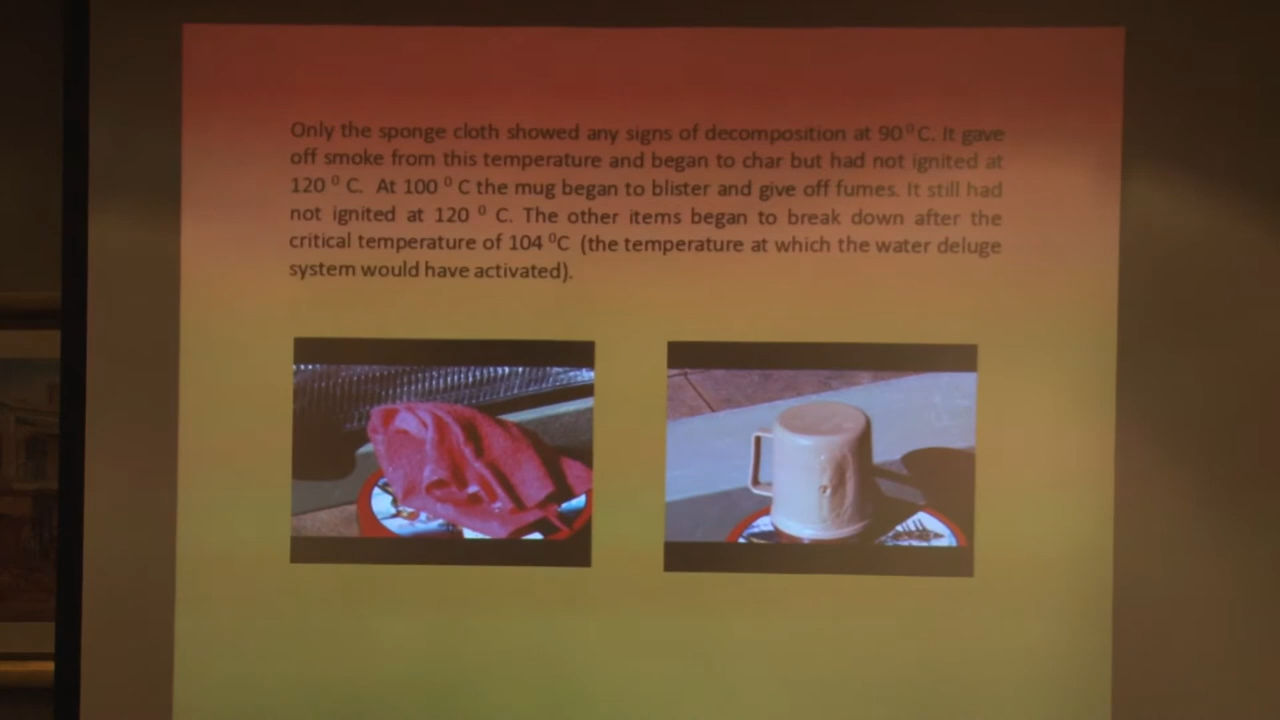 Only the sponge cloth showed any signs of decomposition at 90⁰C. It gave
off smoke from this temperature and began to char but had not ignited at
120 ⁰ C. At 100 ⁰ C the mug began to blister and give off fumes. It still had
not ignited at 120 ⁰ C. The other items began to break down after the
critical temperature of 104 ⁰C (the temperature at which the water deluge
system would have activated).